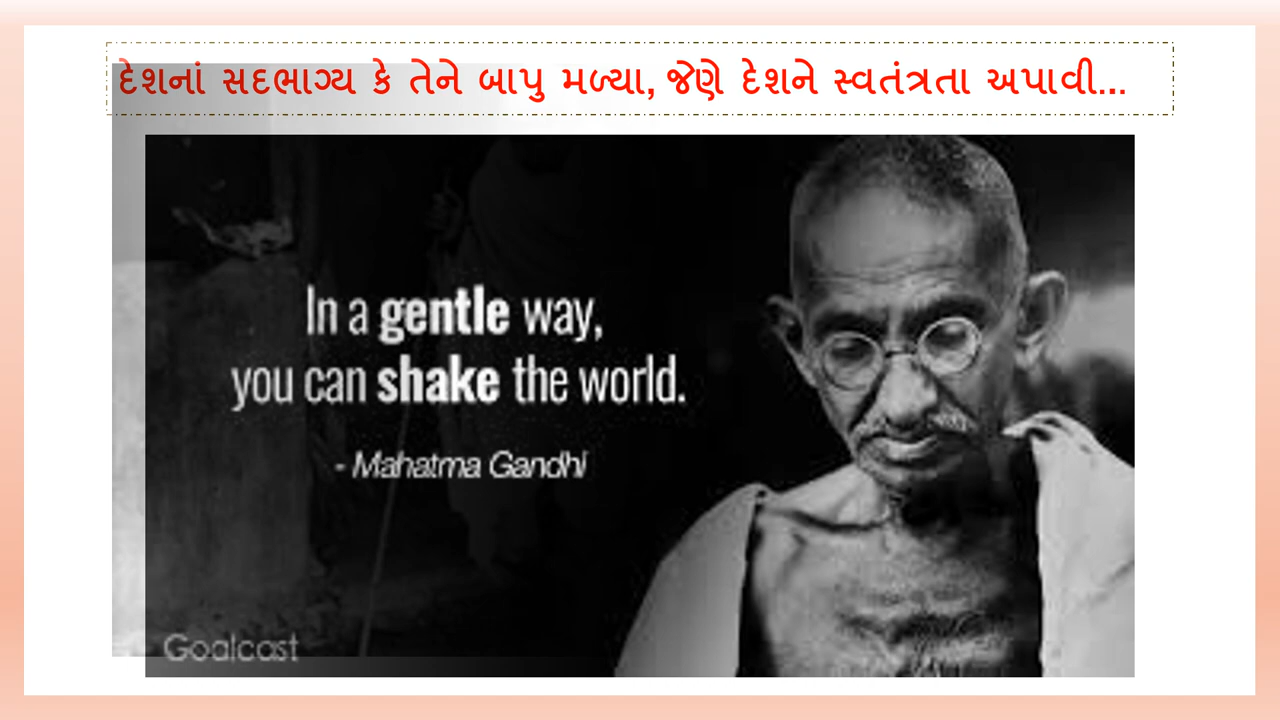 દેશનાં સદભાગ્ય કે તેને બાપુ મળ્યા, જેણે દેશને સ્વતંત્રતા અપાવી...
In a gentle way,
you can shake the world.
- Mahatma Gandhi
Goalcast